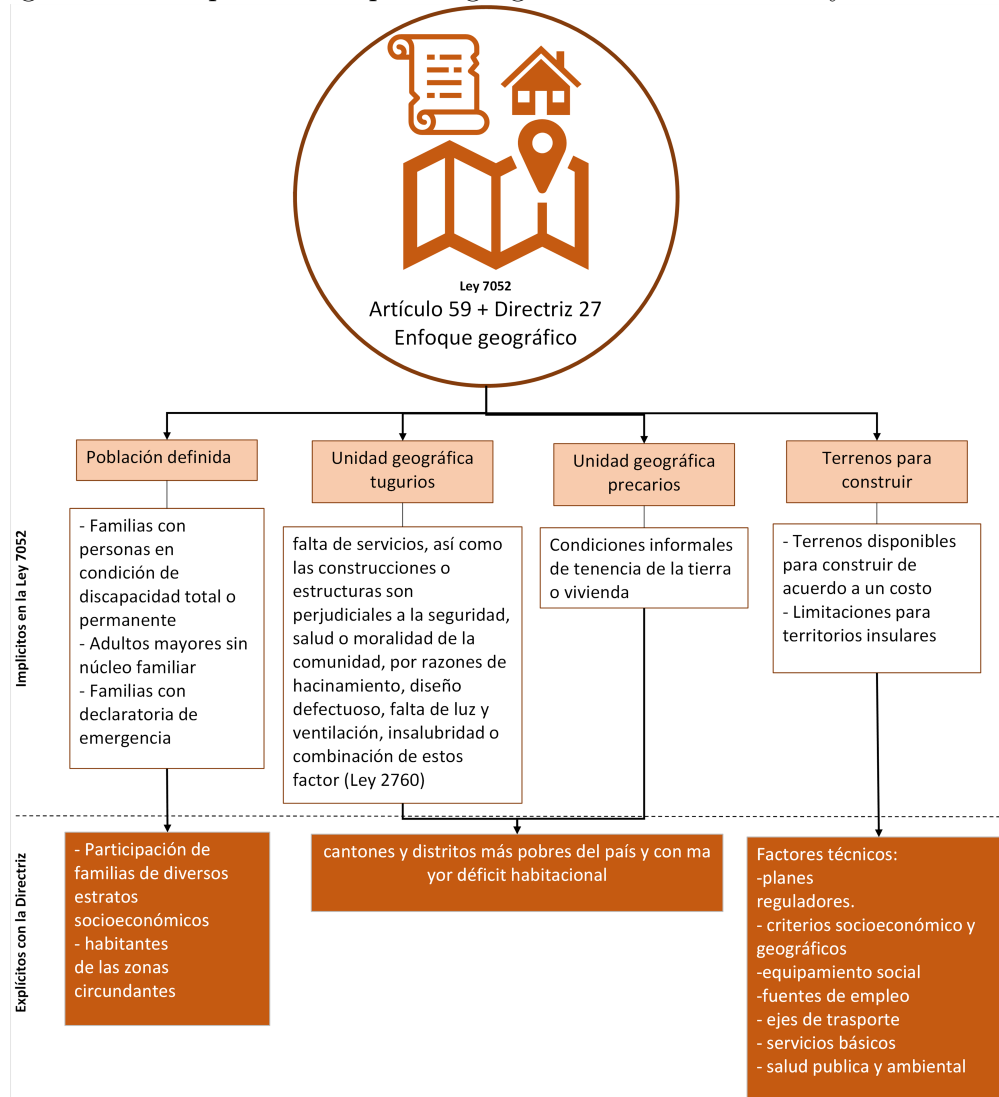 Ley 7052
Artículo 59 + Directriz 27
Enfoque geográfico
Población definida
Unidad geográfica
tugurios
Unidad geográfica
precarios
Terrenos para
construir
Implicitos en la Ley 7052
- Familias con
personas en
condición de
discapacidad total o
permanente
- Adultos mayores sin
núcleo familiar
- Familias con
declaratoria de
emergencia
falta de servicios, así como
las construcciones o
estructuras son
perjudiciales a la seguridad,
salud o moralidad de la
comunidad, por razones de
hacinamiento, diseño
defectuoso, falta de luz y
ventilación, insalubridad o
combinación de estos
factor (Ley 2760)
Condiciones informales
de tenencia de la tierra
o vivienda
- Terrenos disponibles
para construir de
acuerdo a un costo
- Limitaciones para
territorios insulares
Explícitos con la Directriz
- Participación de
familias de diversos
estratos
socioeconómicos
- habitantes
de las zonas
circundantes
cantones y distritos más pobres del país y con ma
yor déficit habitacional
Factores técnicos:
-planes
reguladores.
- criterios socioeconómico y
geográficos
-equipamiento social
-fuentes de empleo
- ejes de trasporte
- servicios básicos
- salud publica y ambiental